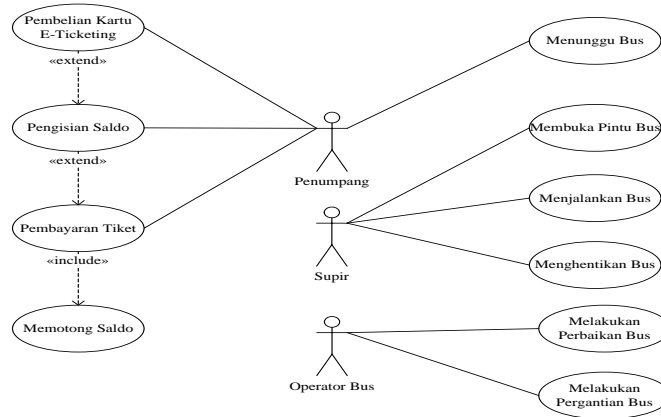 Pembelian Kartu
E-Ticketing
«extend»
Pengisian Saldo
«extend»
Pembayaran Tiket
«include»
Memotong Saldo
Penumpang
Supir
Operator Bus
Menunggu Bus
Membuka Pintu Bus
Menjalankan Bus
Menghentikan Bus
Melakukan
Perbaikan Bus
Melakukan
Pergantian Bus